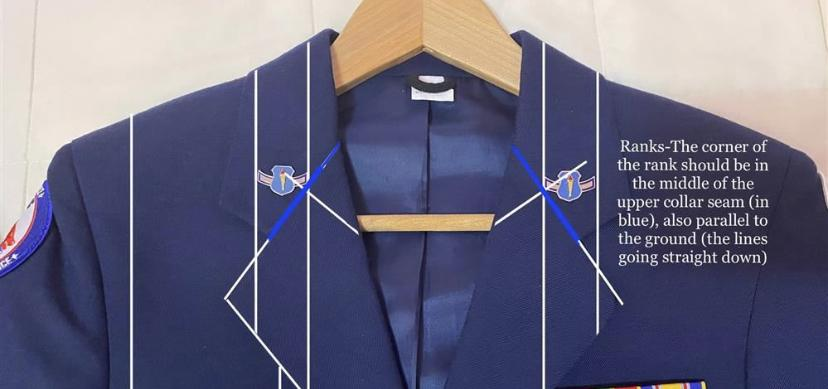 Ranks-The corner of
the rank should be in
the middle of the
upper collar seam (in
blue), also parallel to
the ground (the lines
going straight down)